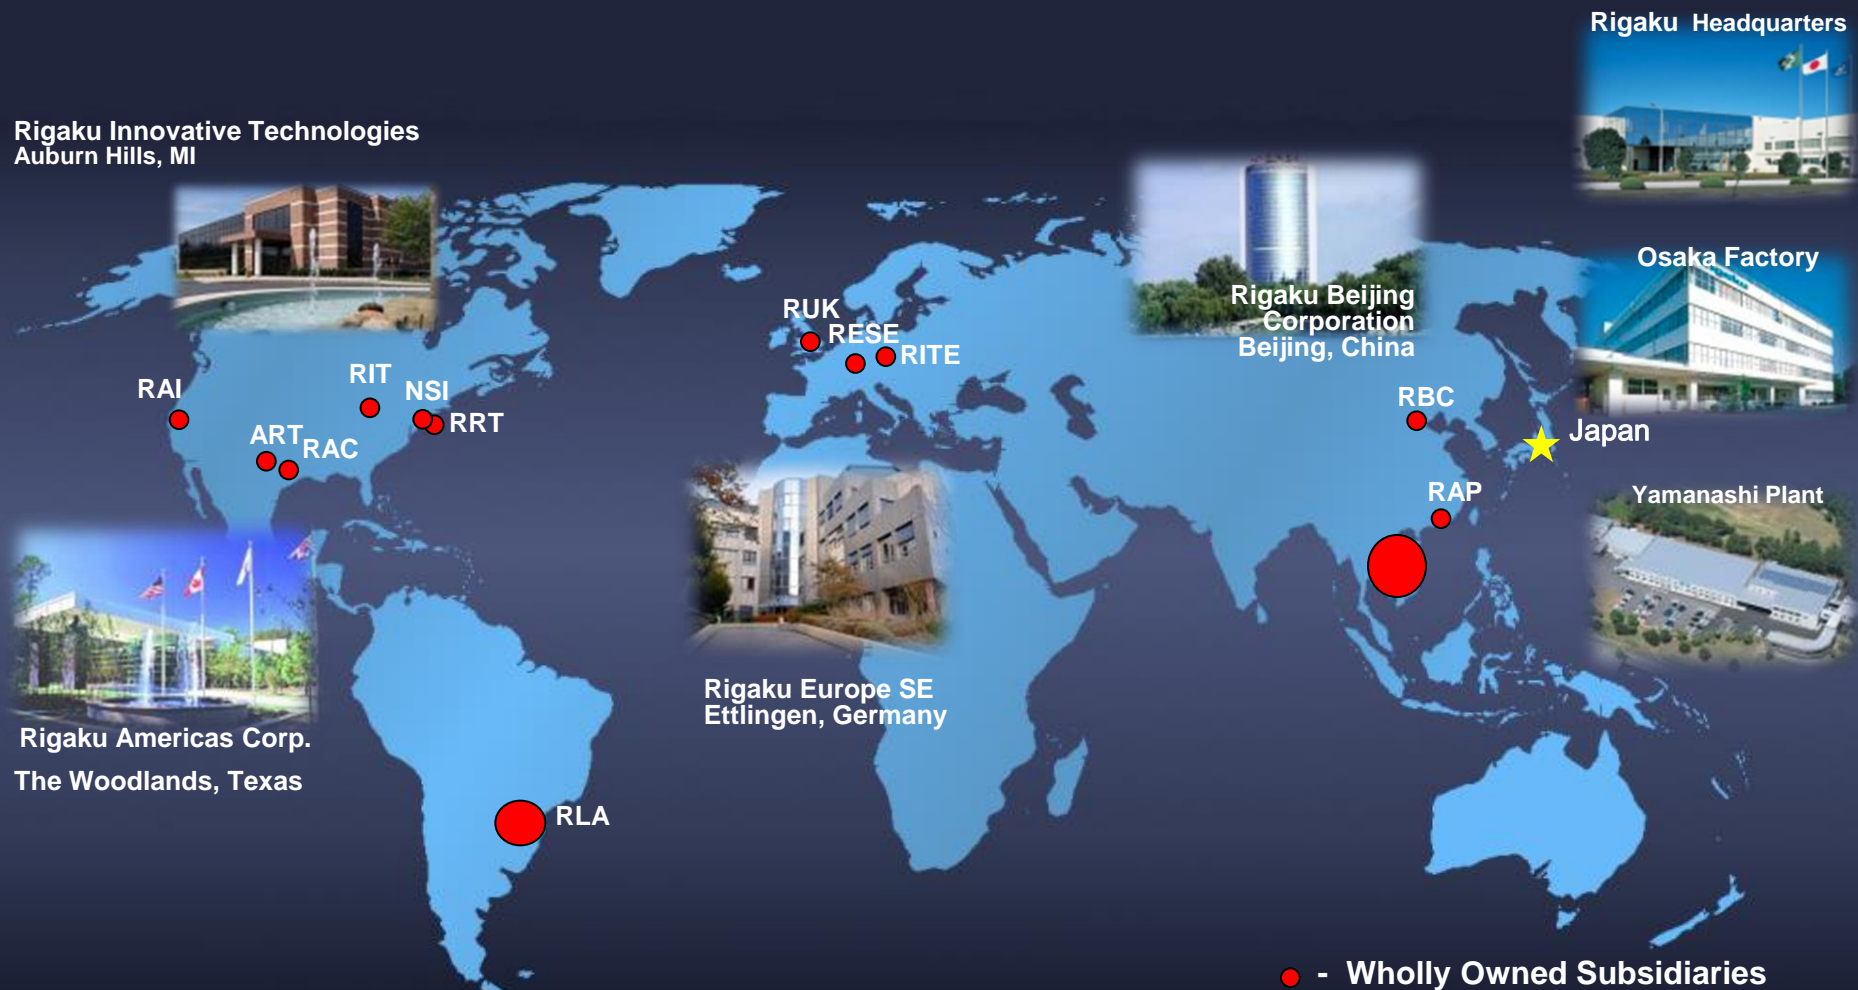 Rigaku Headquarters
Rigaku Innovative Technologies
Auburn Hills, MI
Osaka Factory
Rigaku Beijing
Corporation
Beijing, China
RUK
RESE
RITE
RAI
RIT
NSI
RRT
ART
RAC
RBC
Japan
RAP
Yamanashi Plant
Rigaku Europe SE
Ettlingen, Germany
Rigaku Americas Corp.
The Woodlands, Texas
RLA
- Wholly Owned Subsidiaries